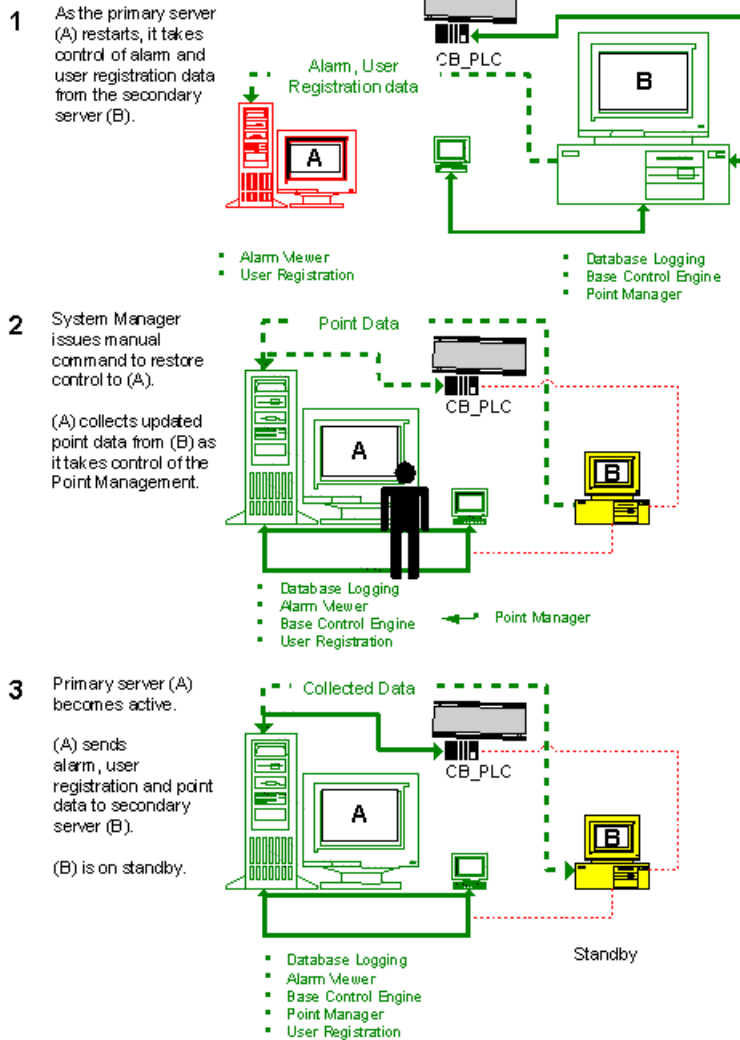 1
As the primary server
(A) restarts, it takes
control of alarm and
user registration data
from the secondary
server (B).
Alarm, User
Registration data
CB_PLC
B
A
Alarm Viewer
User Registration
Database Logging
Base Control Engine
Point Manager
2
System Manager
issues manual
command to restore
control to (A).
(A) collects updated
point data from (B) as
it takes control of the
Point Management.
Point Data
CB_PLC
A
B
Database Logging
Alarm Viewer
Base Control Engine
User Registration
Point Manager
3
Primary server (A)
becomes active.
(A) sends
alarm, user
registration and point
data to secondary
server (B).
(B) is on standby.
Collected Data
CB_PLC
A
B
Standby
Database Logging
Alarm Viewer
Base Control Engine
Point Manager
User Registration